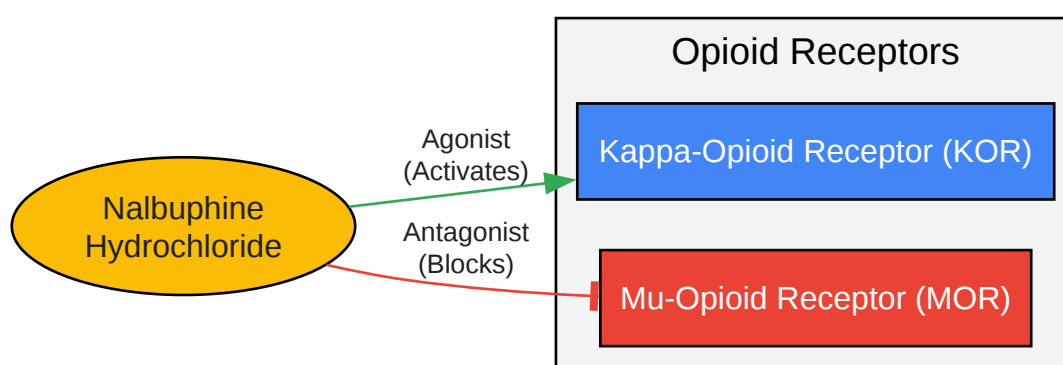 Opioid Receptors
Agonist
(Activates)
Kappa-Opioid Receptor (KOR)
Nalbuphine
Hydrochloride
Antagonist
(Blocks)
Mu-Opioid Receptor (MOR)